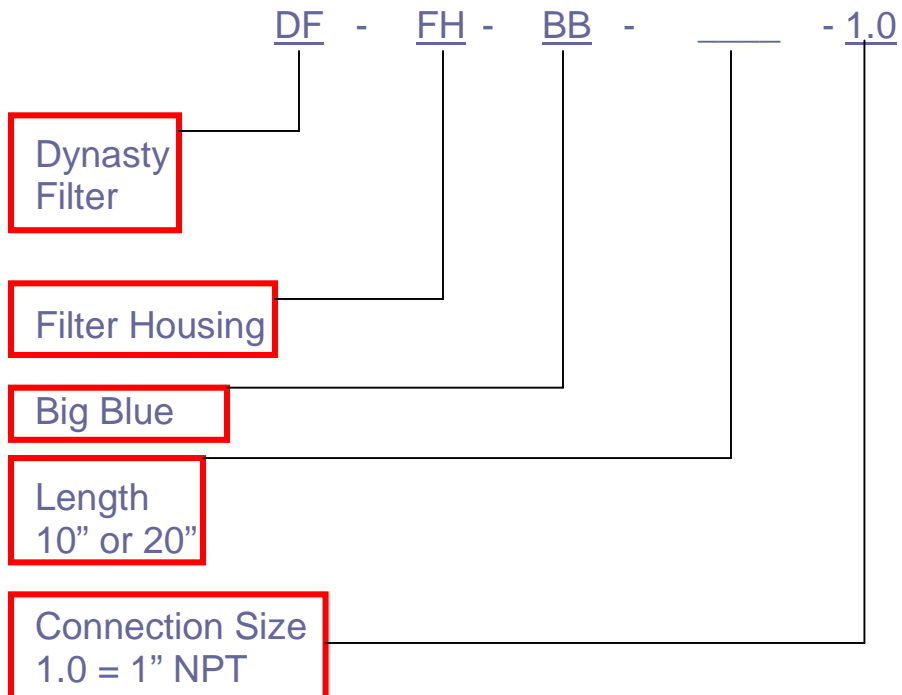 DF - FH - BB - ____ - 1.0
Dynasty
Filter
Filter Housing
Big Blue
Length
10” or 20”
Connection Size
1.0 = 1” NPT